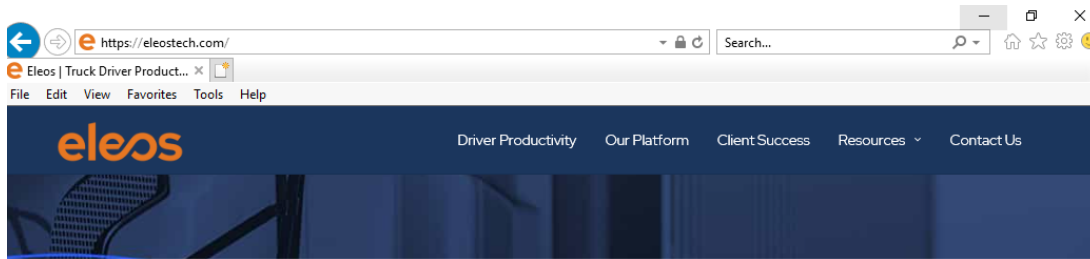 https://eleostech.com/
Search...
Eleos | Truck Driver Product...
File Edit View Favorites Tools Help
eleos
Driver Productivity Our Platform Client Success Resources Contact Us